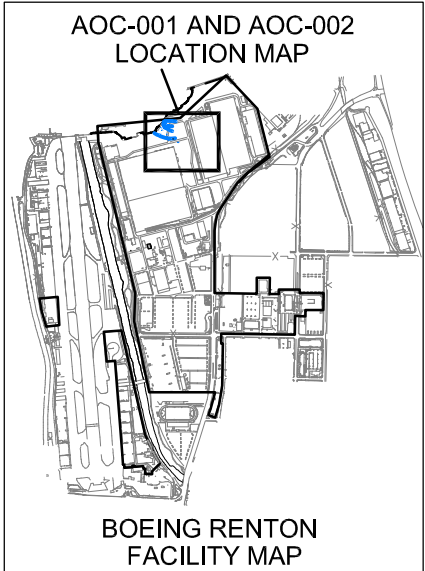 AOC-001 AND AOC-002
LOCATION MAP
BOEING RENTON
FACILITY MAP